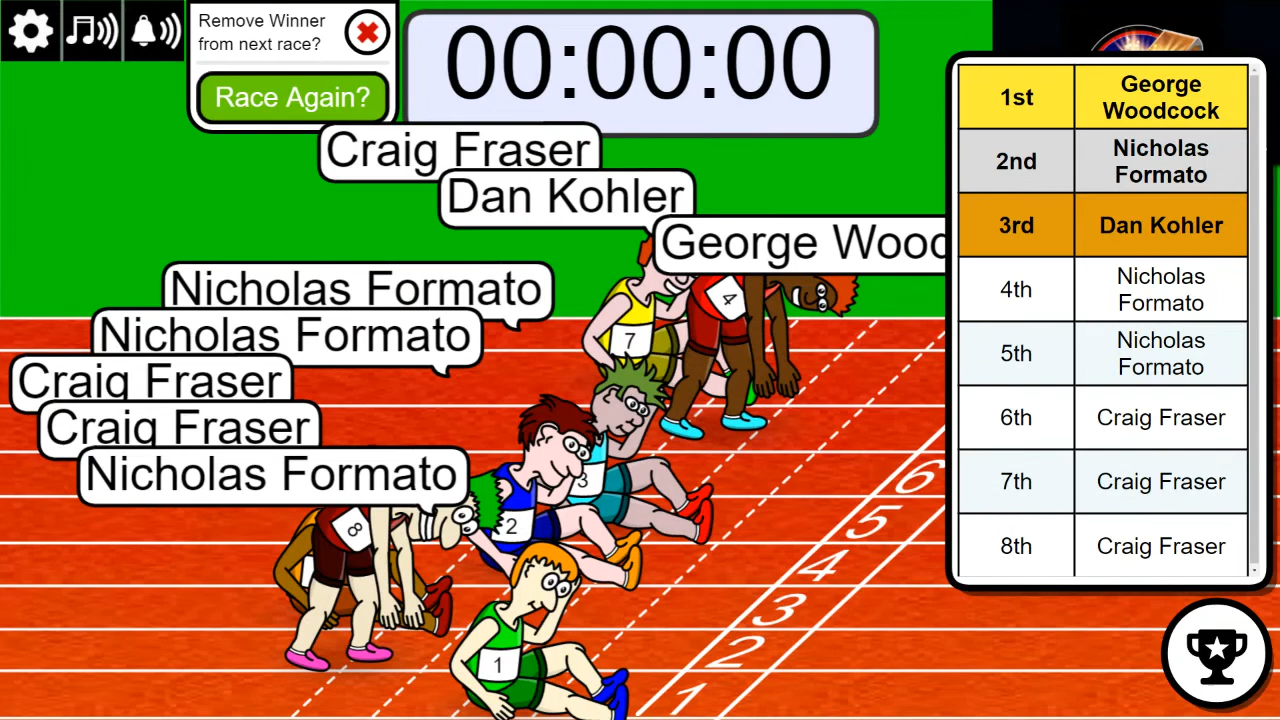 Remove Winner
from next race?
Race Again?
00:00:00
Craig Fraser
Dan Kohler
George Wood
Nicholas Formato
Nicholas Formato
Craig Fraser
Craig Fraser
Nicholas Formato
1st George Woodcock
2nd Nicholas Formato
3rd Dan Kohler
4th Nicholas Formato
5th Nicholas Formato
6th Craig Fraser
7th Craig Fraser
8th Craig Fraser
7
4
3
2
8
1
6
5
4
3
2
1